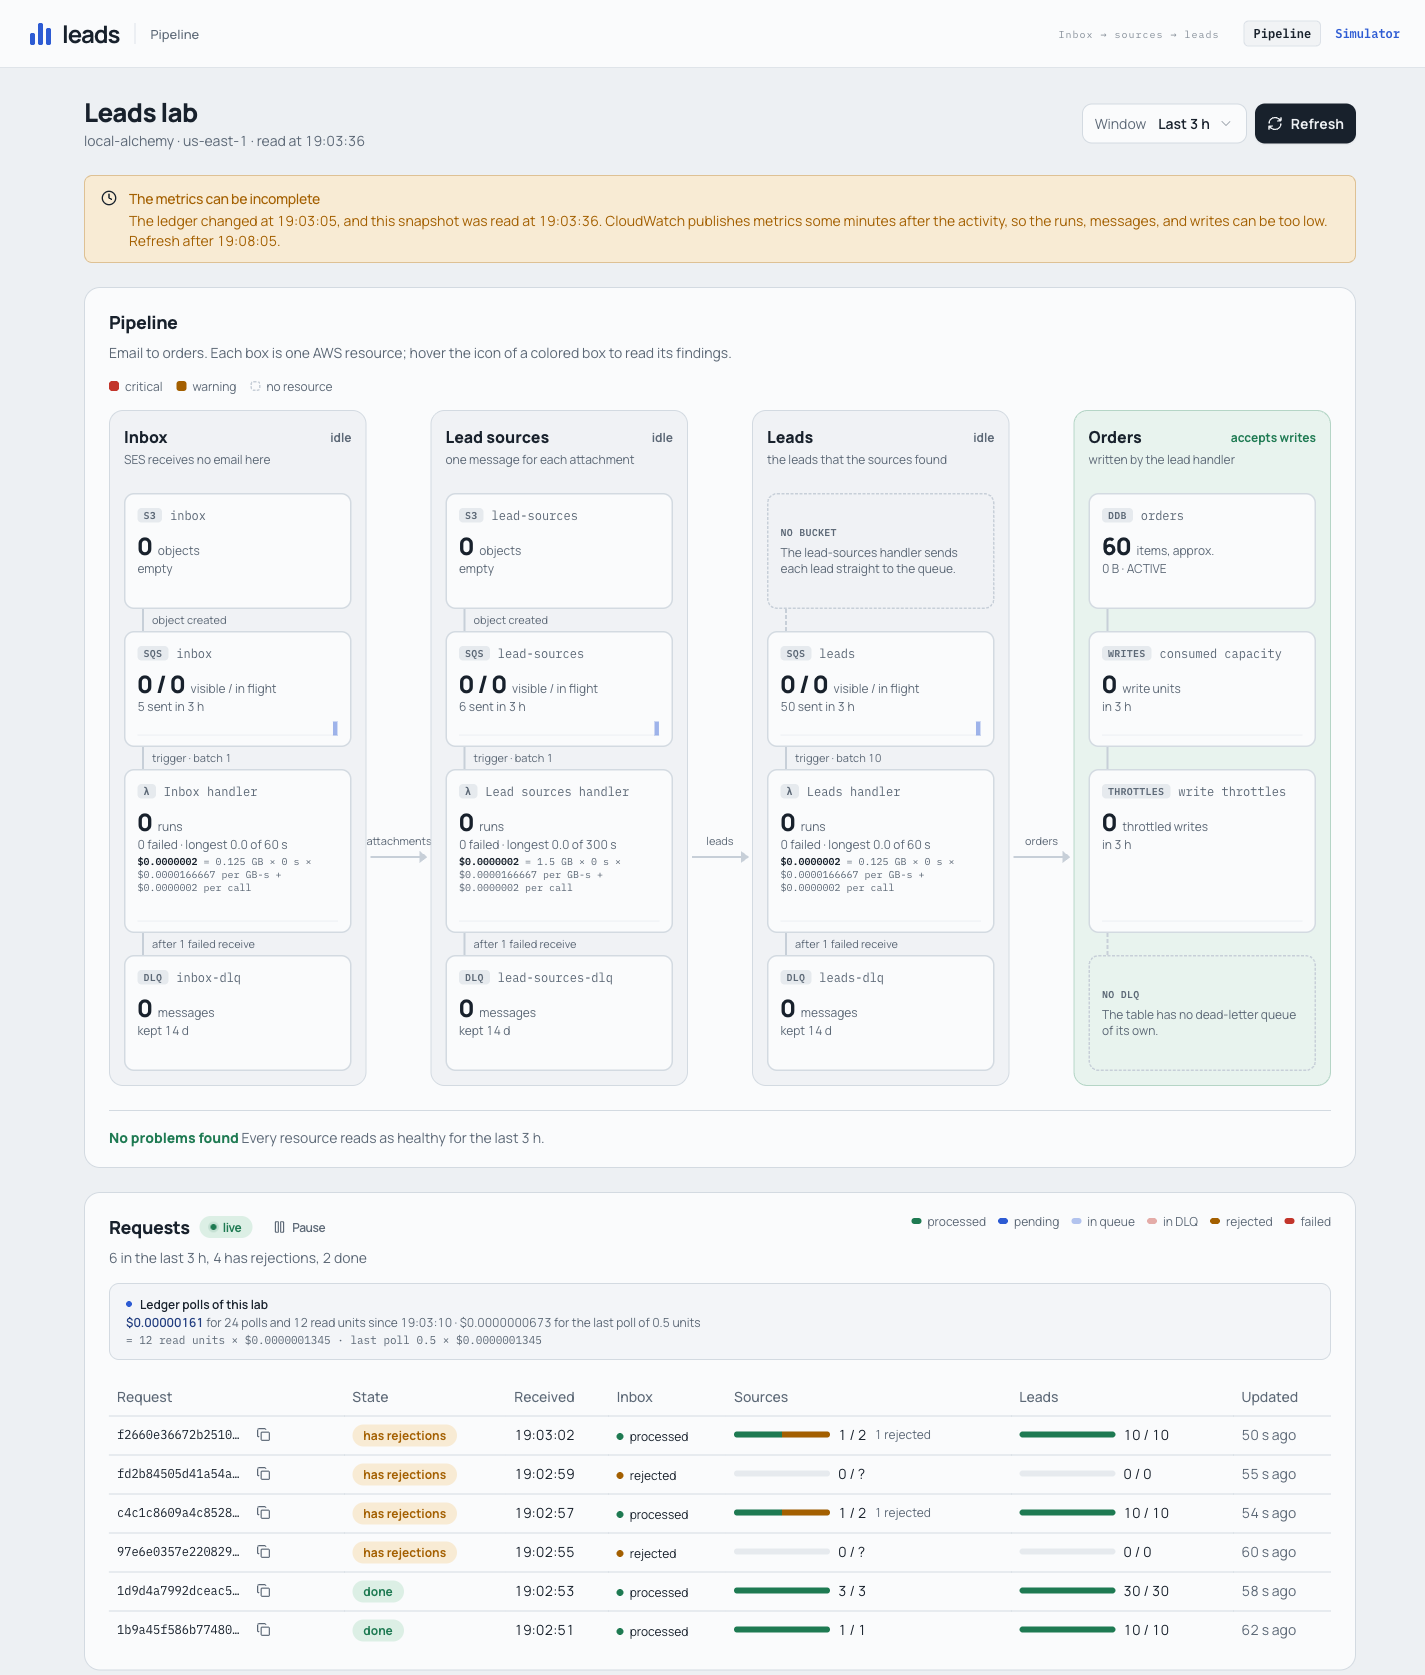 leads
Pipeline
Inbox → sources → leads
Pipeline
Simulator
Leads lab
local-alchemy · us-east-1 · read at 19:03:36
Window Last 3 h
Refresh
The metrics can be incomplete
The ledger changed at 19:03:05, and this snapshot was read at 19:03:36. CloudWatch publishes metrics some minutes after the activity, so the runs, messages, and writes can be too low.
Refresh after 19:08:05.
Pipeline
Email to orders. Each box is one AWS resource; hover the icon of a colored box to read its findings.
critical warning no resource
Inbox idle
SES receives no email here
S3 inbox
0 objects
empty
object created
SQS inbox
0 / 0 visible / in flight
5 sent in 3 h
trigger · batch 1
λ Inbox handler
0 runs
0 failed · longest 0.0 of 60 s
$0.0000002 = 0.125 GB × 0 s ×
$0.0000166667 per GB-s +
$0.0000002 per call
after 1 failed receive
DLQ inbox-dlq
0 messages
kept 14 d
attachments
Lead sources idle
one message for each attachment
S3 lead-sources
0 objects
empty
object created
SQS lead-sources
0 / 0 visible / in flight
6 sent in 3 h
trigger · batch 1
λ Lead sources handler
0 runs
0 failed · longest 0.0 of 300 s
$0.0000002 = 1.5 GB × 0 s ×
$0.0000166667 per GB-s +
$0.0000002 per call
after 1 failed receive
DLQ lead-sources-dlq
0 messages
kept 14 d
leads
Leads idle
the leads that the sources found
NO BUCKET
The lead-sources handler sends
each lead straight to the queue.
SQS leads
0 / 0 visible / in flight
50 sent in 3 h
trigger · batch 10
λ Leads handler
0 runs
0 failed · longest 0.0 of 60 s
$0.0000002 = 0.125 GB × 0 s ×
$0.0000166667 per GB-s +
$0.0000002 per call
after 1 failed receive
DLQ leads-dlq
0 messages
kept 14 d
orders
Orders accepts writes
written by the lead handler
DDB orders
60 items, approx.
0 B · ACTIVE
WRITES consumed capacity
0 write units
in 3 h
THROTTLES write throttles
0 throttled writes
in 3 h
NO DLQ
The table has no dead-letter queue
of its own.
No problems found Every resource reads as healthy for the last 3 h.
Requests live Pause
processed pending in queue in DLQ rejected failed
6 in the last 3 h, 4 has rejections, 2 done
Ledger polls of this lab
$0.00000161 for 24 polls and 12 read units since 19:03:10 · $0.0000000673 for the last poll of 0.5 units
= 12 read units × $0.0000001345 · last poll 0.5 × $0.0000001345
Request State Received Inbox Sources Leads Updated
f2660e36672b2510… has rejections 19:03:02 processed 1 / 2 1 rejected 10 / 10 50 s ago
fd2b84505d41a54a… has rejections 19:02:59 rejected 0 / ? 0 / 0 55 s ago
c4c1c8609a4c8528… has rejections 19:02:57 processed 1 / 2 1 rejected 10 / 10 54 s ago
97e6e0357e220829… has rejections 19:02:55 rejected 0 / ? 0 / 0 60 s ago
1d9d4a7992dceac5… done 19:02:53 processed 3 / 3 30 / 30 58 s ago
1b9a45f586b77480… done 19:02:51 processed 1 / 1 10 / 10 62 s ago